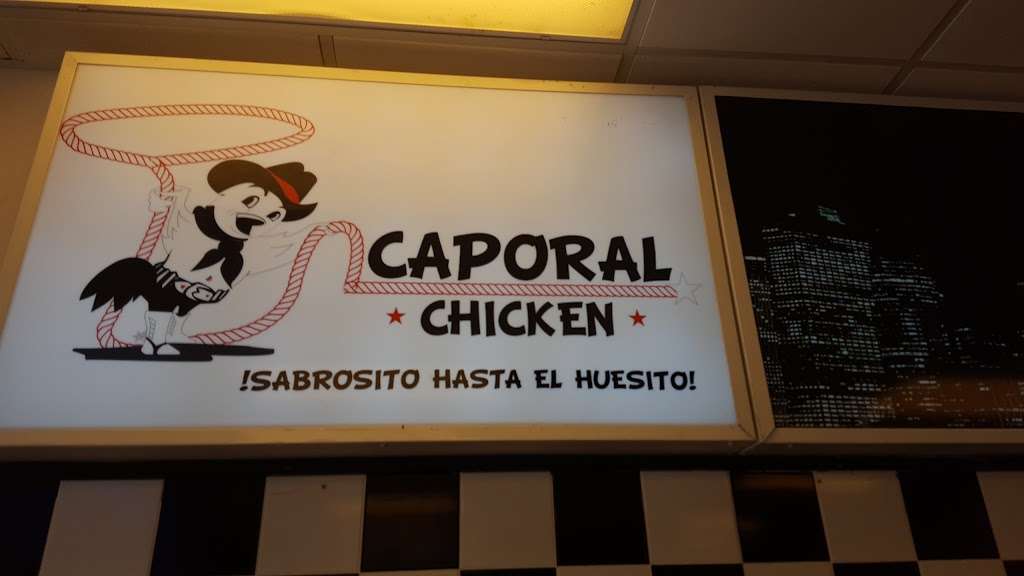 CAPORAL
CHICKEN
!SABROSITO HASTA EL HUESITO!